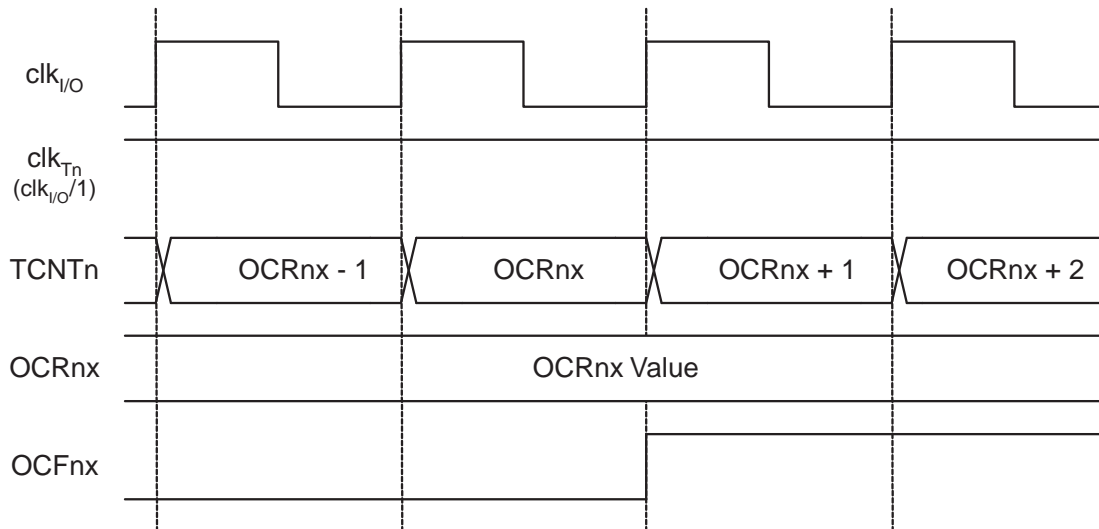 clkI/O
clkTn
(clkI/O/1)
TCNTn OCRnx - 1 OCRnx OCRnx + 1 OCRnx + 2
OCRnx OCRnx Value
OCFnx